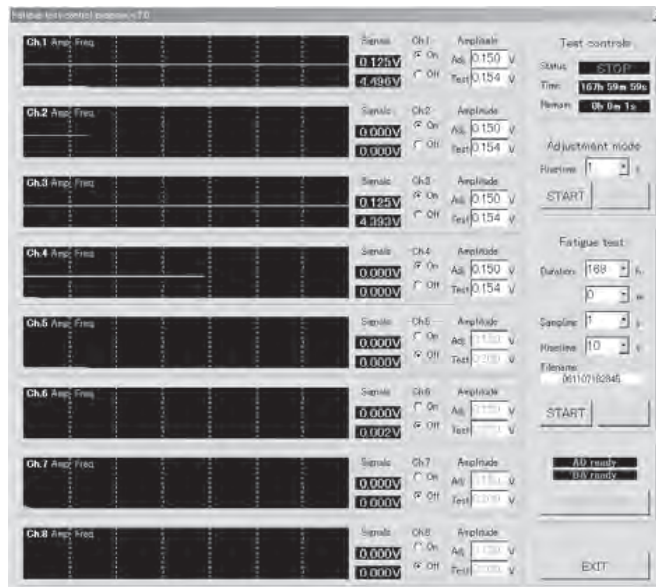 Fatigue test control program v7.0
Ch.1 Amp Freq
Signals
Ch1
Amplitude
0.125V
On
Adj 0.150 V
4.496V
Off
Test 0.154 V
Ch.2 Amp Freq
Signals
Ch2
Amplitude
0.000V
On
Adj 0.150 V
0.000V
Off
Test 0.154 V
Ch.3 Amp Freq
Signals
Ch3
Amplitude
0.125V
On
Adj 0.150 V
4.393V
Off
Test 0.154 V
Ch.4 Amp Freq
Signals
Ch4
Amplitude
0.000V
On
Adj 0.150 V
0.000V
Off
Test 0.154 V
Ch.5 Amp Freq
Signals
Ch5
Amplitude
0.000V
On
Adj V
0.000V
Off
Test V
Ch.6 Amp Freq
Signals
Ch6
Amplitude
0.000V
On
Adj V
0.002V
Off
Test V
Ch.7 Amp Freq
Signals
Ch7
Amplitude
0.000V
On
Adj V
0.000V
Off
Test V
Ch.8 Amp Freq
Signals
Ch8
Amplitude
0.000V
On
Adj V
0.000V
Off
Test V
Test controls
Status STOP
Time 167h 59m 59s
Remain 0h 0m 1s
Adjustment mode
Risetime 1 s
START
Fatigue test
Duration 168 h
0 m
Sampling 1 s
Risetime 10 s
Filename
061107182845
START
AD ready
DA ready
EXIT